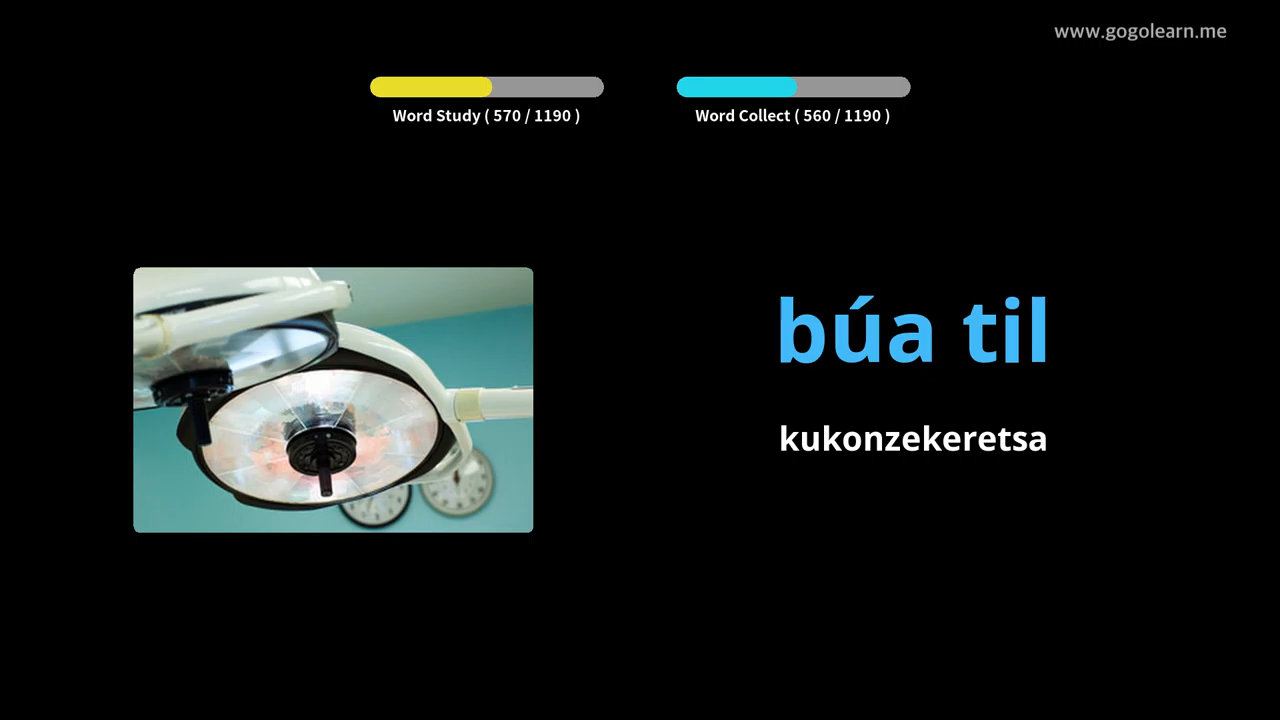 www.gogolearn.me
Word Study ( 570 / 1190 )
Word Collect ( 560 / 1190 )
búa til
kukonzekeretsa